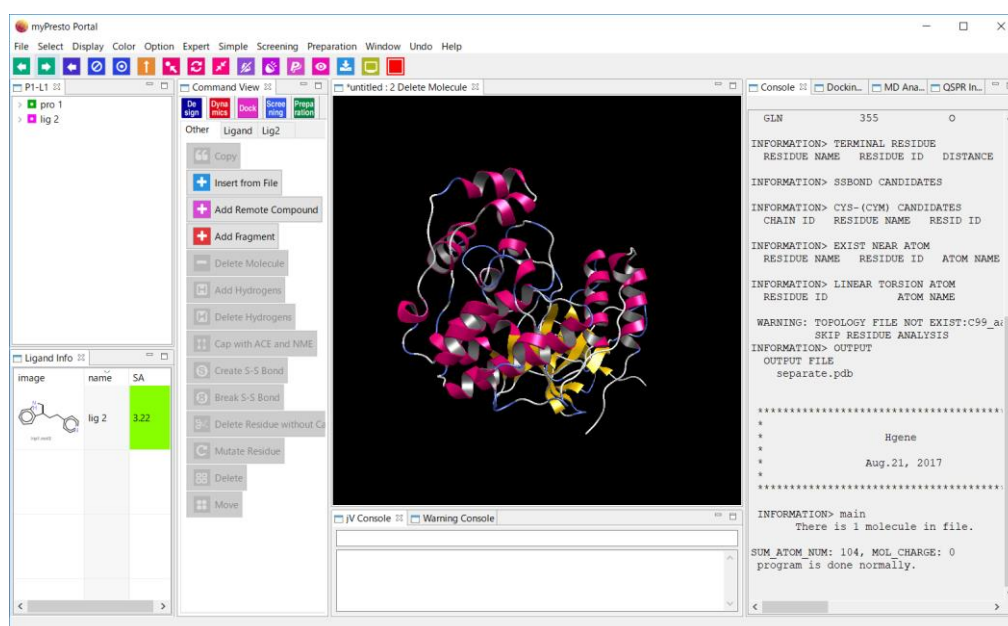 myPresto Portal
File Select Display Color Option Expert Simple Screening Preparation Window Undo Help
P1-L1
pro 1
lig 2
Ligand Info
image name SA
lig 2 3.22
Command View
De sign
Dyna mics
Dock
Scree ning
Prepa ration
Other Ligand Lig2
Copy
Insert from File
Add Remote Compound
Add Fragment
Delete Molecule
Add Hydrogens
Delete Hydrogens
Cap with ACE and NME
Create S-S Bond
Break S-S Bond
Delete Residue without Ca
Mutate Residue
Delete
Move
*untitled : 2 Delete Molecule
jV Console Warning Console
Console Dockin... MD Ana... QSPR In...
GLN 355 O
INFORMATION> TERMINAL RESIDUE
RESIDUE NAME RESIDUE ID DISTANCE
INFORMATION> SSBOND CANDIDATES
INFORMATION> CYS-(CYM) CANDIDATES
CHAIN ID RESIDUE NAME RESID ID
INFORMATION> EXIST NEAR ATOM
RESIDUE NAME RESIDUE ID ATOM NAME
INFORMATION> LINEAR TORSION ATOM
RESIDUE ID ATOM NAME
WARNING: TOPOLOGY FILE NOT EXIST:C99_aa
SKIP RESIDUE ANALYSIS
INFORMATION> OUTPUT
OUTPUT FILE
separate.pdb
**************************************
*
* Hgene
*
* Aug.21, 2017
*
**************************************
INFORMATION> main
There is 1 molecule in file.
SUM_ATOM_NUM: 104, MOL_CHARGE: 0
program is done normally.